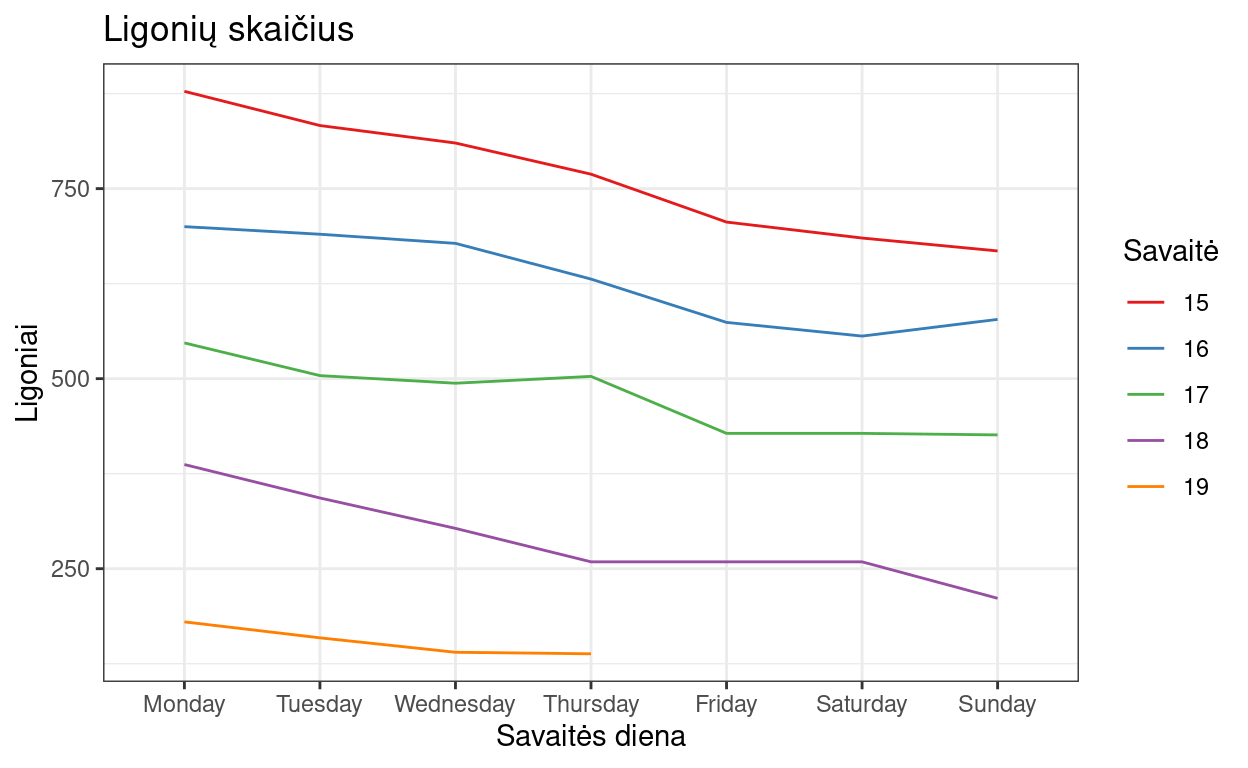 Ligonių skaičius
Ligoniai
750
500
250
Monday Tuesday Wednesday Thursday Friday Saturday Sunday
Savaitės diena
Savaitė
15
16
17
18
19